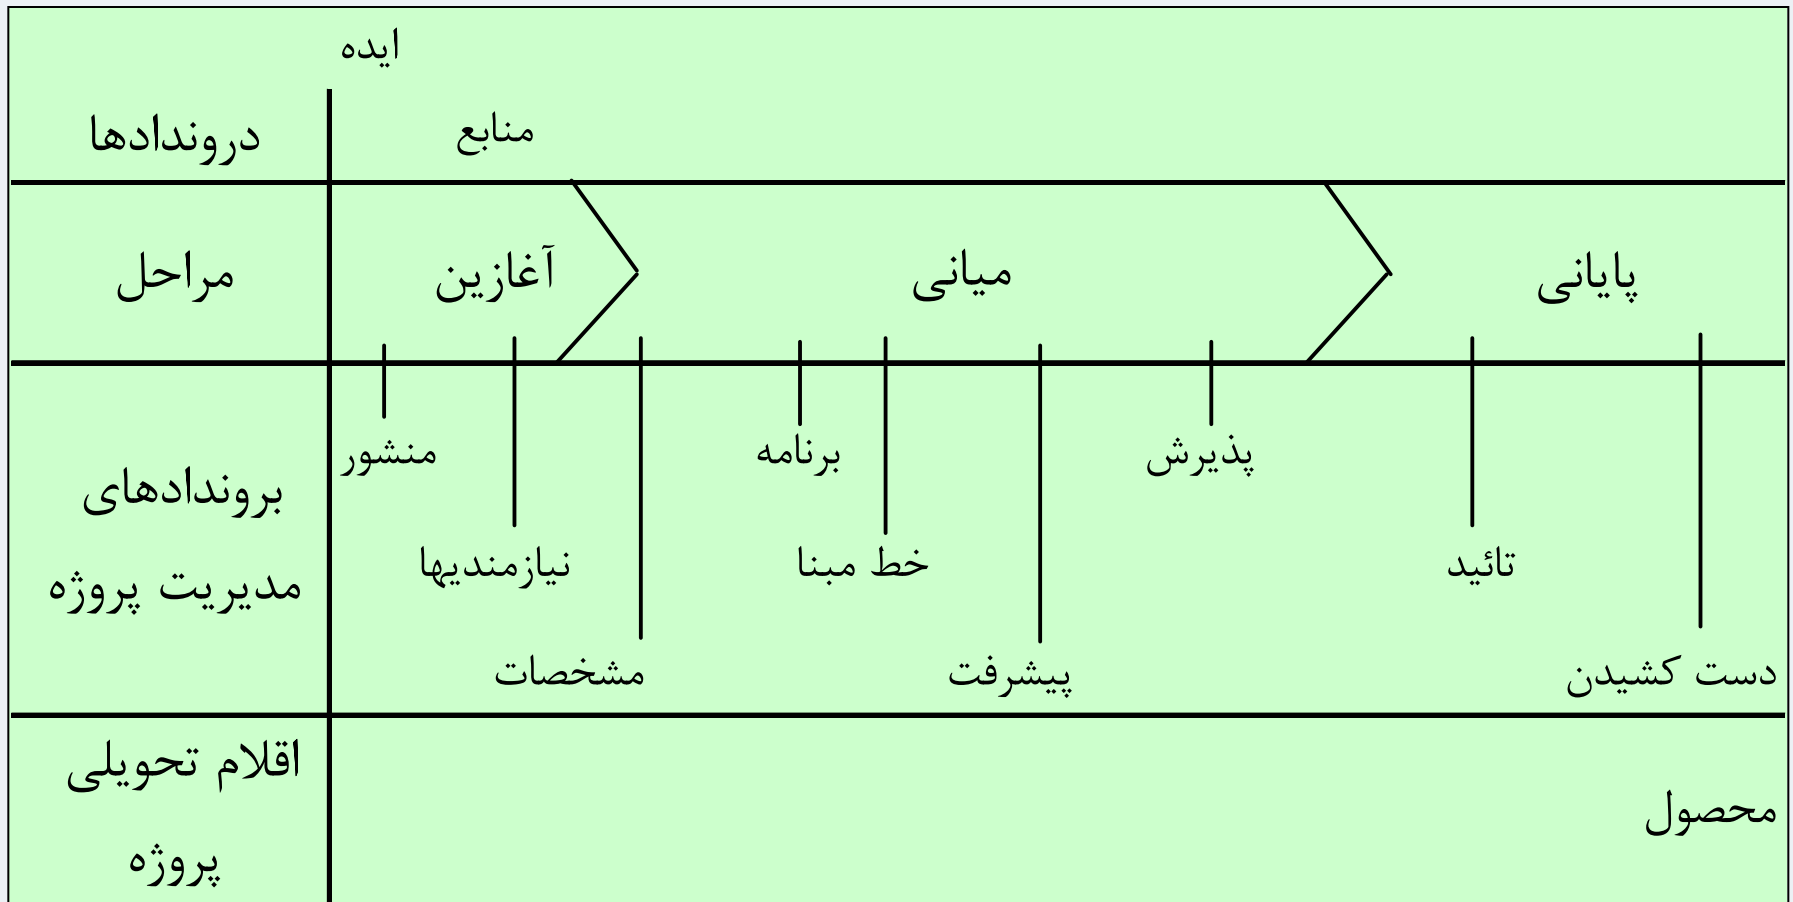 ایده
دروندادها
منابع
مراحل
آغازین
میانی
پایانی
بروندادهای
مدیریت پروژه
منشور
برنامه
پذیرش
نیازمندیها
خط مبنا
تائید
مشخصات
پیشرفت
دست کشیدن
اقلام تحویلی
پروژه
محصول